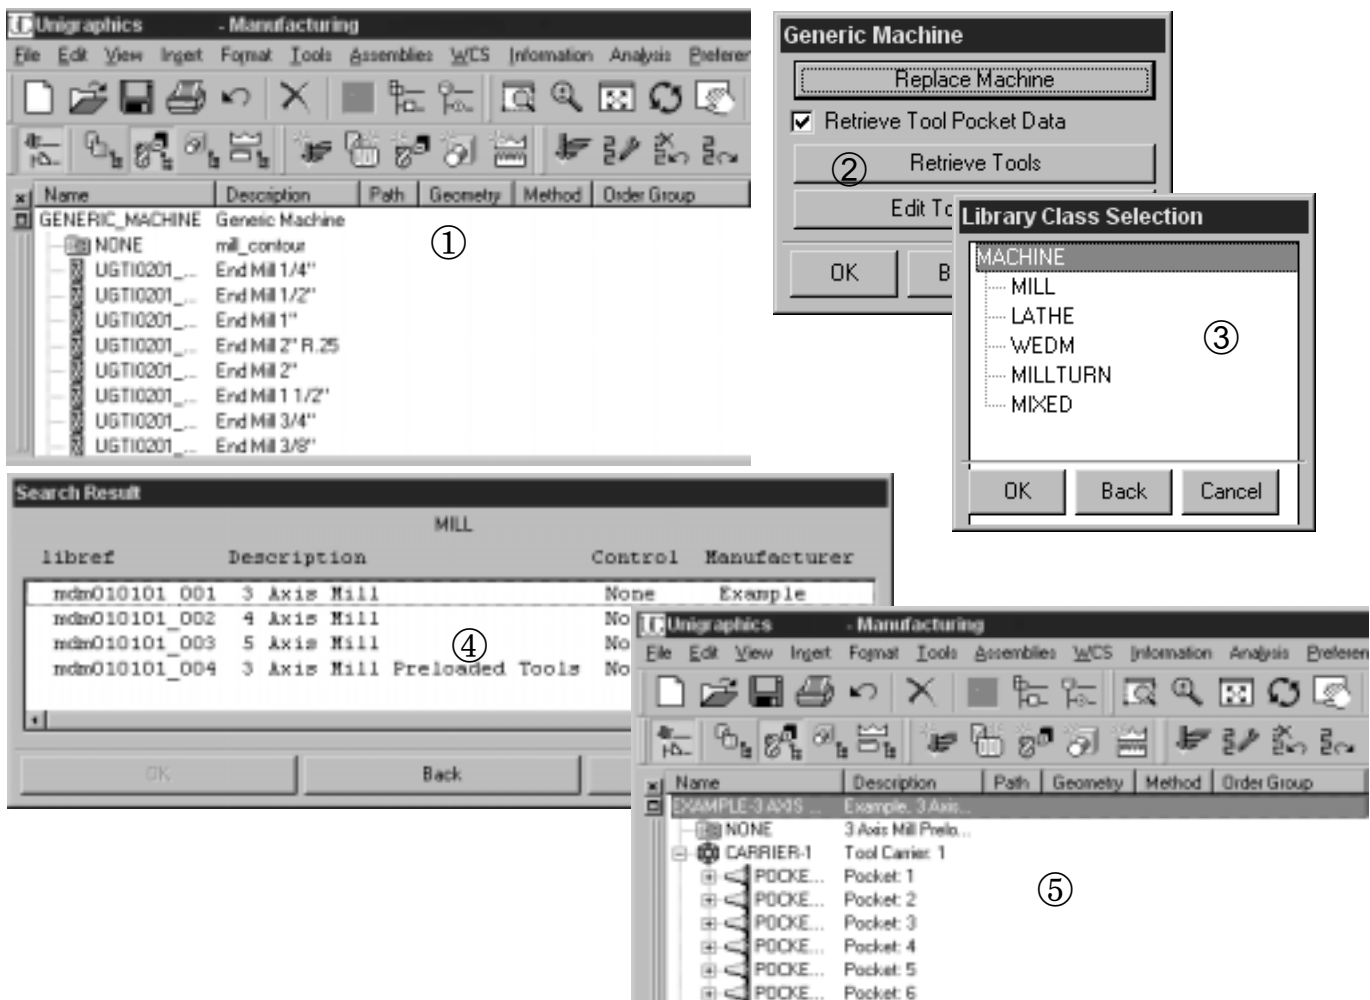 Unigraphics - Manufacturing
File Edit View Insert Format Tools Assemblies WCS Information Analysis Preferen
Name Description Path Geometry Method Order Group
GENERIC_MACHINE Generic Machine
NONE mill_contour
①
UGTI0201_... End Mill 1/4"
UGTI0201_... End Mill 1/2"
UGTI0201_... End Mill 1"
UGTI0201_... End Mill 2" R.25
UGTI0201_... End Mill 2"
UGTI0201_... End Mill 1 1/2"
UGTI0201_... End Mill 3/4"
UGTI0201_... End Mill 3/8"
Generic Machine
Replace Machine
Retrieve Tool Pocket Data
② Retrieve Tools
Edit To
OK B
Library Class Selection
MACHINE
MILL
LATHE
WEDM
MILLTURN
MIXED
③
OK Back Cancel
Search Result
MILL
libref Description Control Manufacturer
mdm010101_001 3 Axis Mill None Example
mdm010101_002 4 Axis Mill No
mdm010101_003 5 Axis Mill No
mdm010101_004 3 Axis Mill Preloaded Tools No
④
OK Back
Unigraphics - Manufacturing
File Edit View Insert Format Tools Assemblies WCS Information Analysis Preferen
Name Description Path Geometry Method Order Group
EXAMPLE-3 AXIS ... Example. 3 Axis...
NONE 3 Axis Mill Prelo...
CARRIER-1 Tool Carrier: 1
POCKE... Pocket: 1
POCKE... Pocket: 2
POCKE... Pocket: 3
POCKE... Pocket: 4
POCKE... Pocket: 5
POCKE... Pocket: 6
⑤